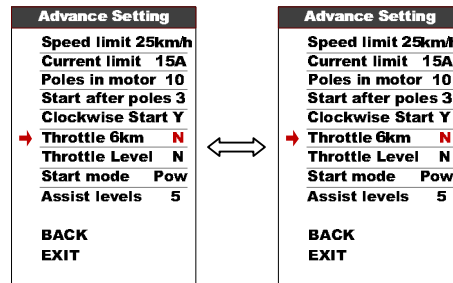 Advance Setting
Speed limit 25km/h
Current limit 15A
Poles in motor 10
Start after poles 3
Clockwise Start Y
Throttle 6km N
Throttle Level N
Start mode Pow
Assist levels 5
BACK
EXIT
Advance Setting
Speed limit 25km/
Current limit 15A
Poles in motor 10
Start after poles 3
Clockwise Start Y
Throttle 6km N
Throttle Level N
Start mode Pow
Assist levels 5
BACK
EXIT